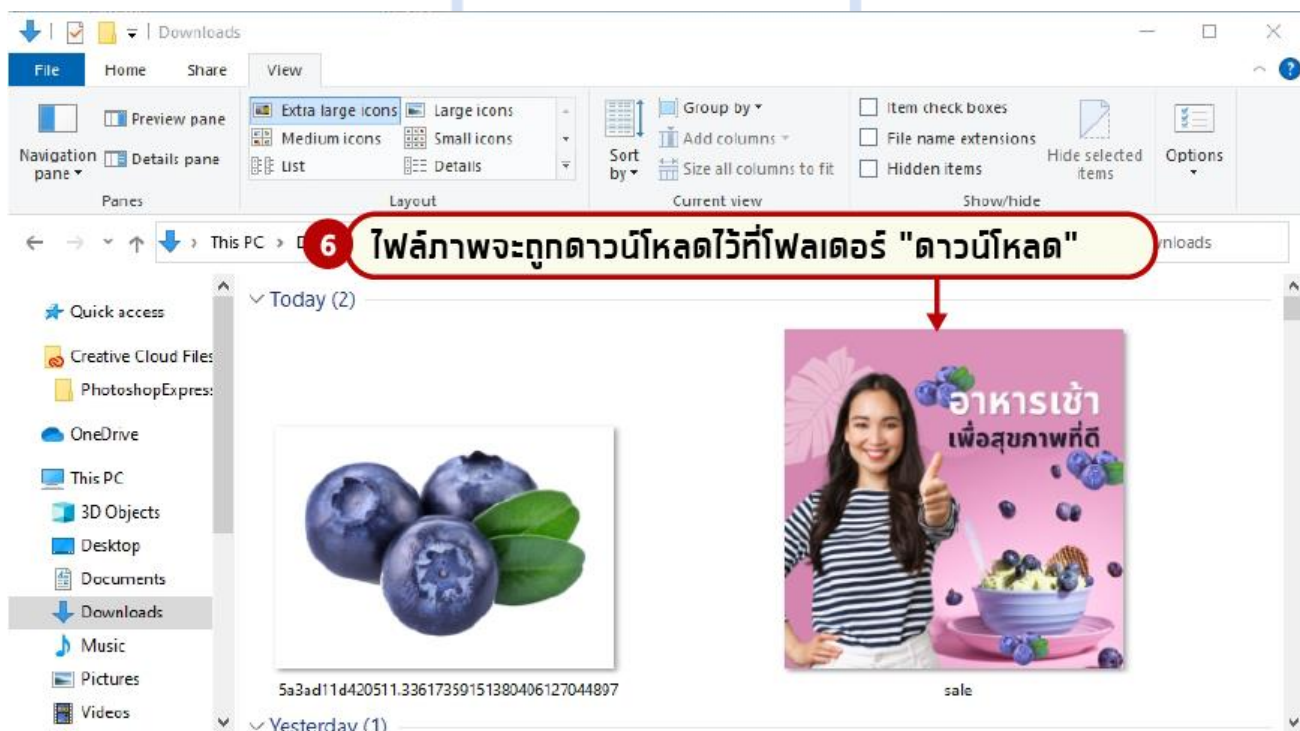 Downloads
File Home Share View
Preview pane
Extra large icons Large icons
Group by
Item check boxes
Medium icons Small icons
Add columns
File name extensions
Navigation pane
Details pane
List Details
Sort by
Size all columns to fit
Hidden items
Hide selected items
Options
Panes Layout Current view Show/hide
This PC
6 ไฟล์ภาพจะถูกดาวน์โหลดไว้ที่โฟลเดอร์ "ดาวน์โหลด"
Today (2)
Quick access
Creative Cloud Files
PhotoshopExpres
OneDrive
This PC
3D Objects
Desktop
Documents
Downloads
Music
Pictures
Videos
อาหารเช้า
เพื่อสุขภาพที่ดี
sale
Yesterday (1)